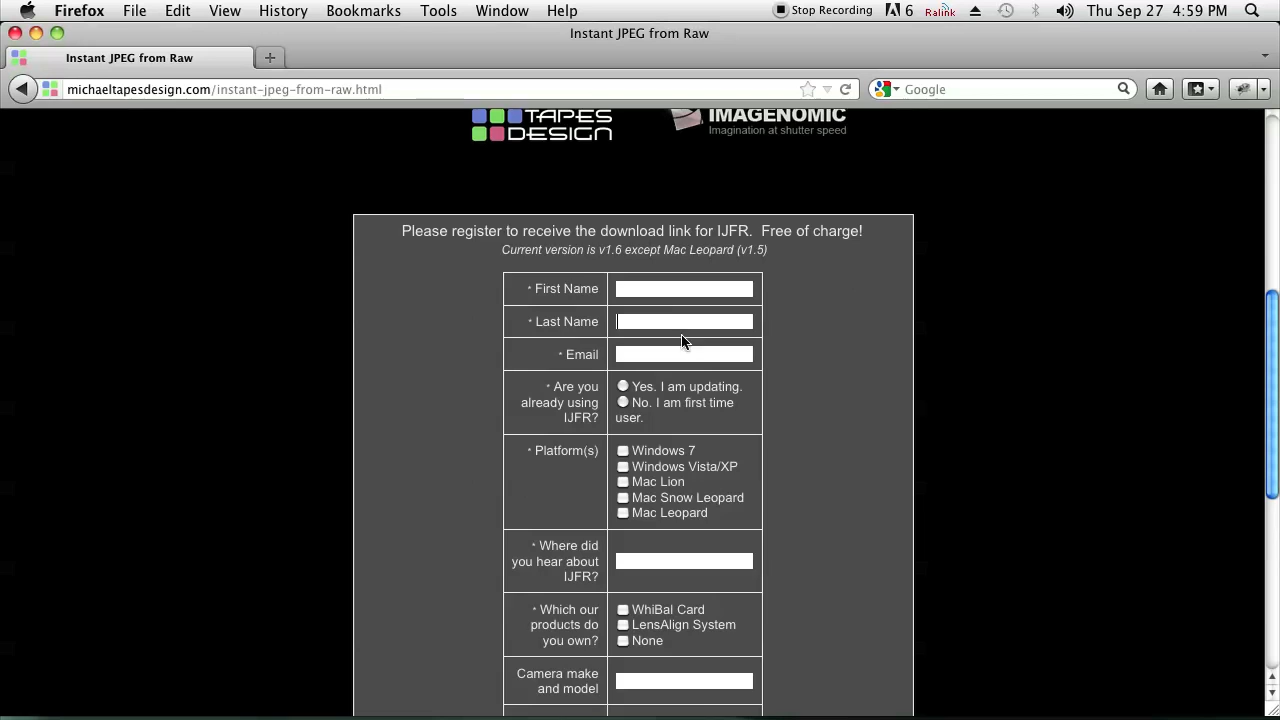 Firefox File Edit View History Bookmarks Tools Window Help Stop Recording 6 Ralink Thu Sep 27 4:59 PM
Instant JPEG from Raw
Instant JPEG from Raw
michaeltapesdesign.com/instant-jpeg-from-raw.html Google
TAPES DESIGN
IMAGENOMIC
Imagination at shutter speed
Please register to receive the download link for IJFR. Free of charge!
Current version is v1.6 except Mac Leopard (v1.5)
* First Name
* Last Name
* Email
* Are you
already using
IJFR?
Yes. I am updating.
No. I am first time
user.
* Platform(s)
Windows 7
Windows Vista/XP
Mac Lion
Mac Snow Leopard
Mac Leopard
* Where did
you hear about
IJFR?
* Which our
products do
you own?
WhiBal Card
LensAlign System
None
Camera make
and model